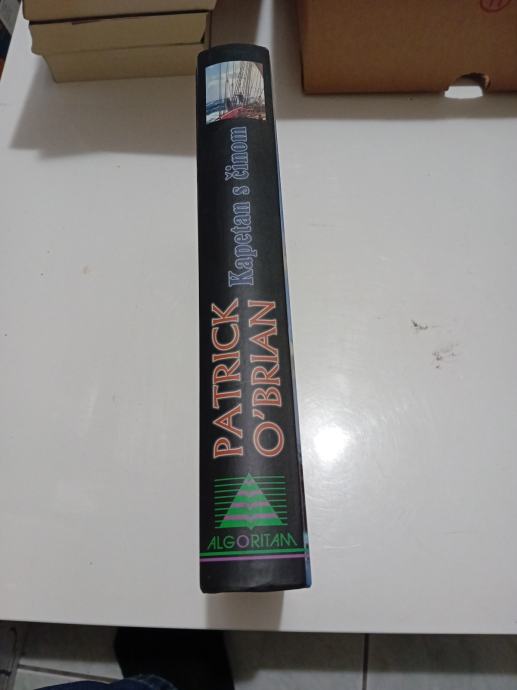 PATRICK
O'BRIAN
Kapetan s činom
ALGORITAM